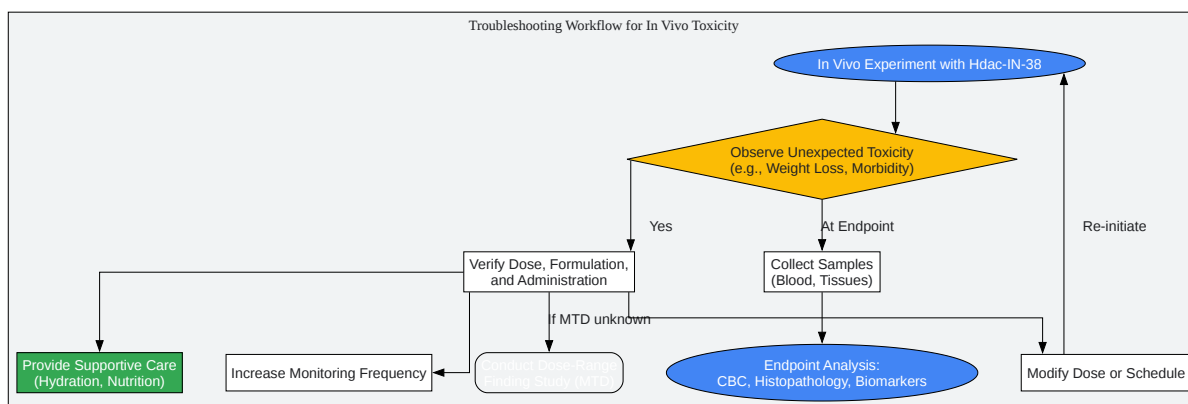 Troubleshooting Workflow for In Vivo Toxicity
In Vivo Experiment with Hdac-IN-38
Observe Unexpected Toxicity
(e.g., Weight Loss, Morbidity)
Yes
At Endpoint
Re-initiate
Verify Dose, Formulation,
and Administration
Collect Samples
(Blood, Tissues)
If MTD unknown
Provide Supportive Care
(Hydration, Nutrition)
Increase Monitoring Frequency
Conduct Dose-Range
Finding Study (MTD)
Endpoint Analysis:
CBC, Histopathology, Biomarkers
Modify Dose or Schedule